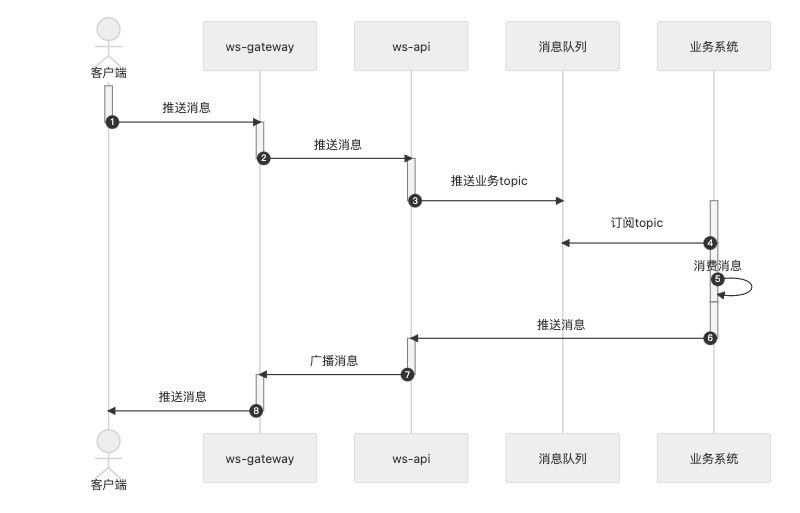 客户端
ws-gateway
ws-api
消息队列
业务系统
推送消息
1
推送消息
2
推送业务topic
3
订阅topic
4
消费消息
5
推送消息
6
广播消息
7
推送消息
8
客户端
ws-gateway
ws-api
消息队列
业务系统